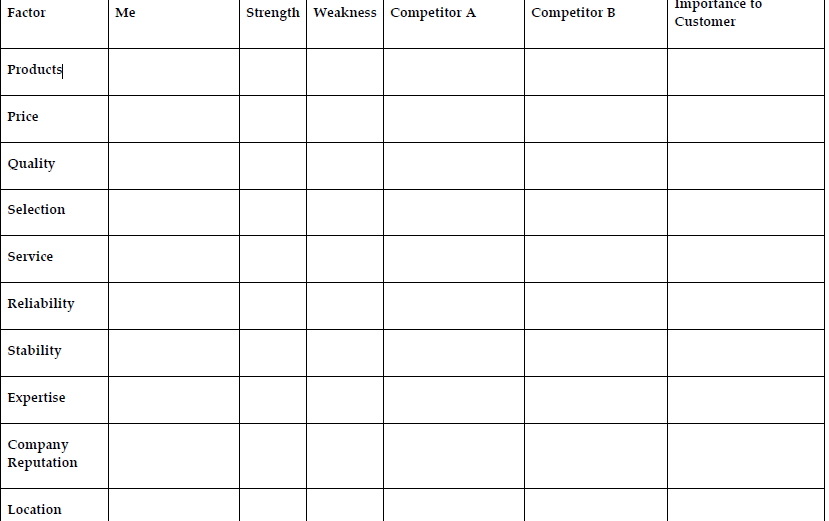 Factor Me Strength Weakness Competitor A Competitor B Importance to
Customer
Products
Price
Quality
Selection
Service
Reliability
Stability
Expertise
Company
Reputation
Location